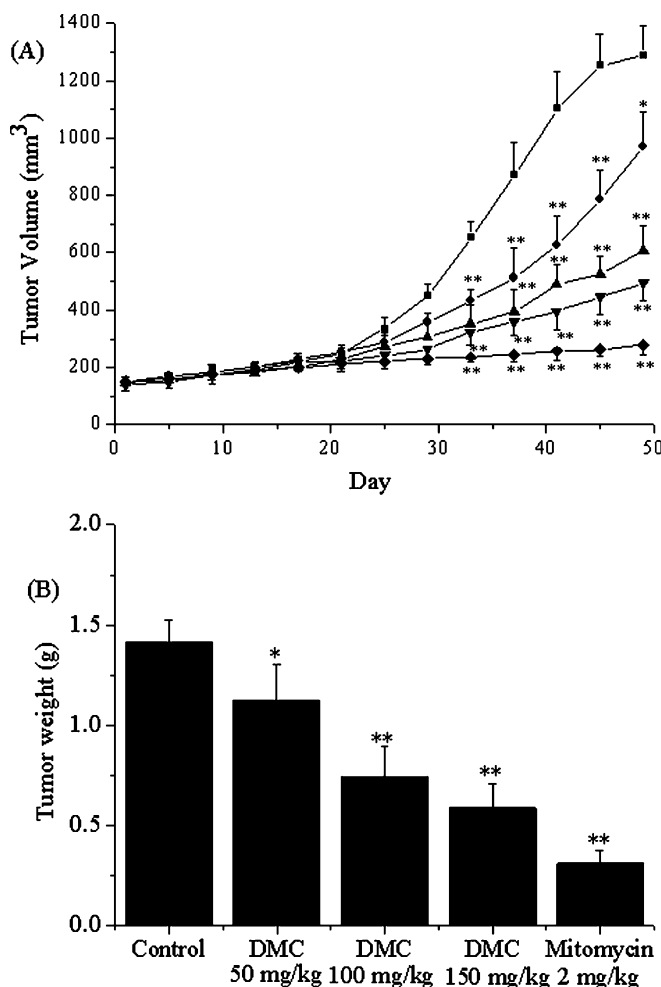 (A)
Tumor Volume (mm³)
1400
1200
1000
800
600
400
200
0
*
** ** ** **
** ** ** ** **
** ** ** ** **
** ** ** ** **
0 10 20 30 40 50
Day
(B)
Tumor weight (g)
2.0
1.5
1.0
0.5
0.0
*
**
**
**
Control DMC DMC DMC Mitomycin
50 mg/kg 100 mg/kg 150 mg/kg 2 mg/kg